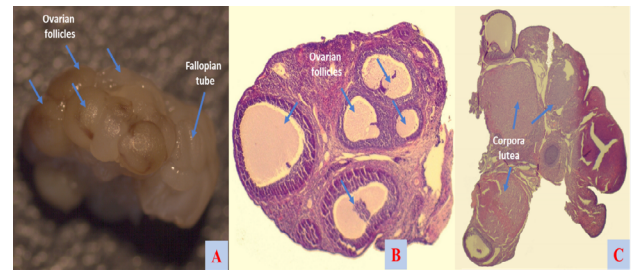 Ovarian
follicles
Fallopian
tube
A
Ovarian
follicles
B
Corpora
lutea
C